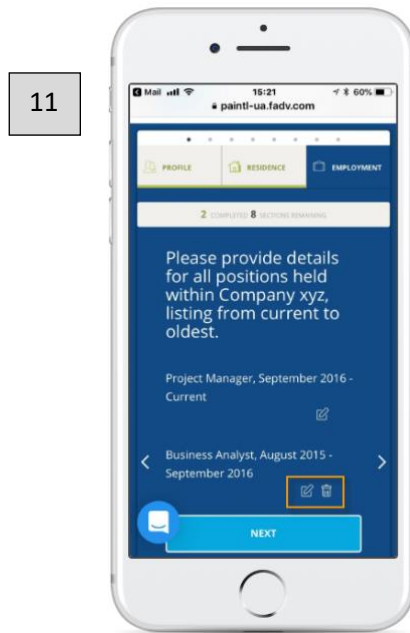 11
Mail 15:21 60%
paintl-ua.fadv.com
PROFILE RESIDENCE EMPLOYMENT
2 COMPLETED 8 SECTIONS REMAINING
Please provide details
for all positions held
within Company xyz,
listing from current to
oldest.
Project Manager, September 2016 -
Current
Business Analyst, August 2015 -
September 2016
NEXT